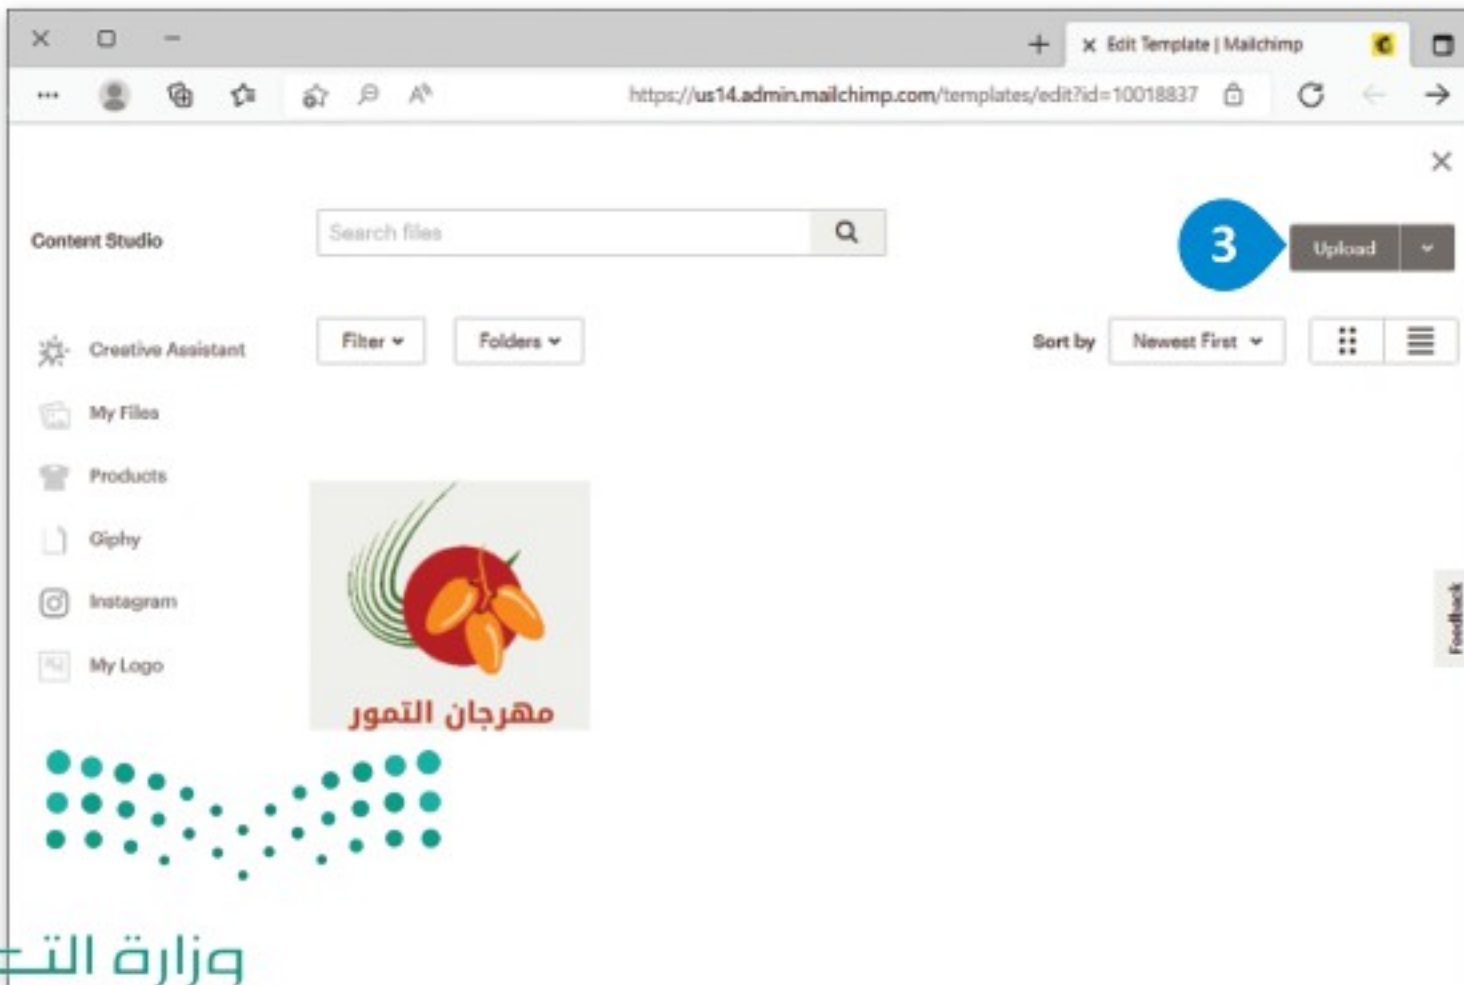 Edit Template | Mailchimp
https://us14.admin.mailchimp.com/templates/edit?id=10018837
Content Studio
Search files
3
Upload
Filter
Folders
Sort by
Newest First
Creative Assistant
My Files
Products
Giphy
Instagram
My Logo
Feedback
مهرجان التمور
وزارة التـ